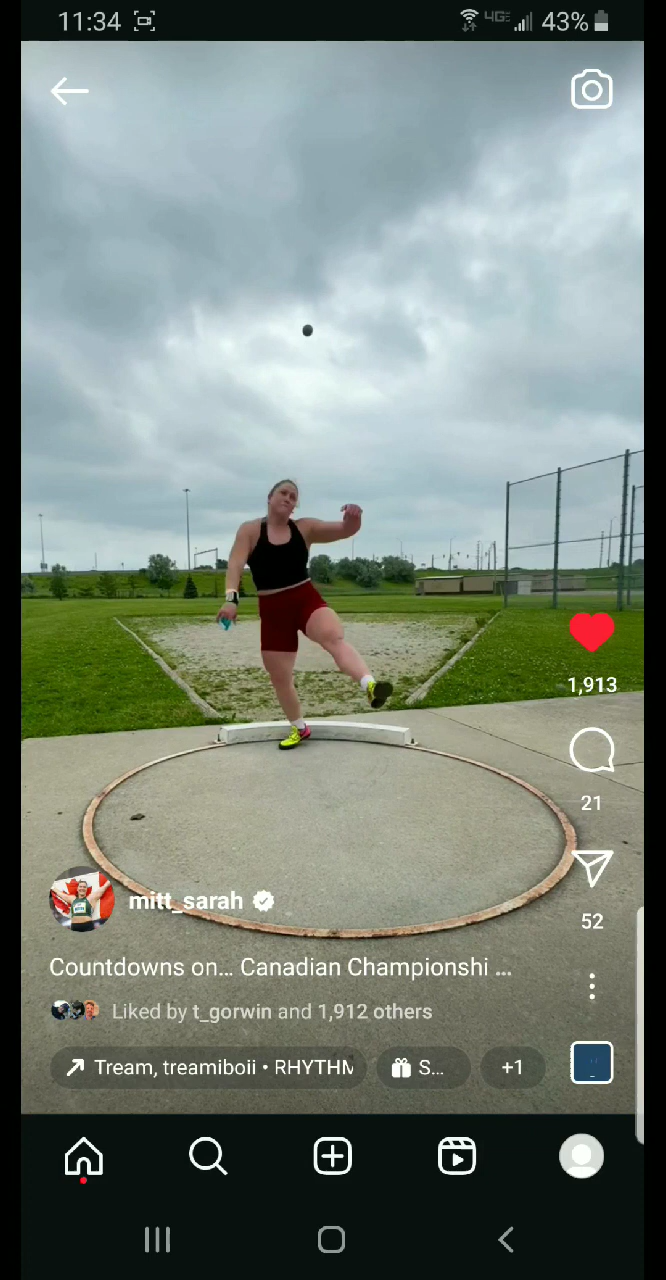 11:34 4GE 43%
1,913
21
mitt_sarah
52
Countdowns on... Canadian Championshi ...
Liked by t_gorwin and 1,912 others
Tream, treamiboii • RHYTHM S... +1